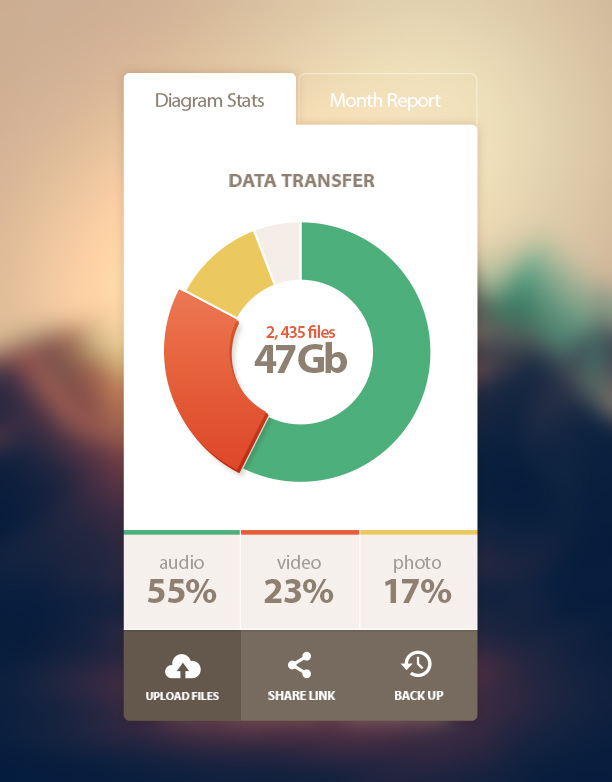 Diagram Stats
Month Report
DATA TRANSFER
2, 435 files
47Gb
audio
video
photo
55%
23%
17%
UPLOAD FILES
SHARE LINK
BACK UP